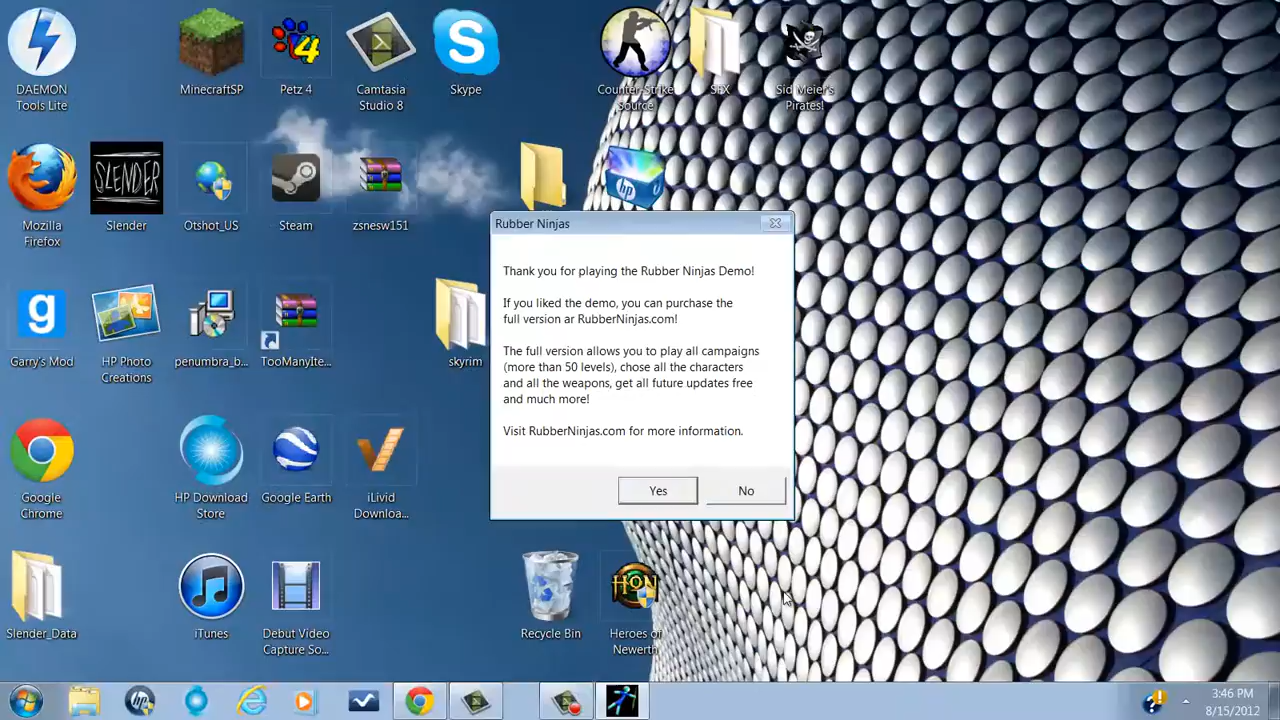 DAEMON
Tools Lite
MinecraftSP
Petz 4
Camtasia
Studio 8
Skype
Counter-Strike
Source
SFX
Sid Meier's
Pirates!
Mozilla
Firefox
SLENDER
Slender
Otshot_US
Steam
zsnesw151
hp
Garry's Mod
HP Photo
Creations
penumbra_b...
TooManyIte...
skyrim
Rubber Ninjas
Thank you for playing the Rubber Ninjas Demo!
If you liked the demo, you can purchase the
full version ar RubberNinjas.com!
The full version allows you to play all campaigns
(more than 50 levels), chose all the characters
and all the weapons, get all future updates free
and much more!
Visit RubberNinjas.com for more information.
Yes
No
Google
Chrome
HP Download
Store
Google Earth
iLivid
Downloa...
Slender_Data
iTunes
Debut Video
Capture So...
Recycle Bin
HON
Heroes of
Newerth
3:46 PM
8/15/2012